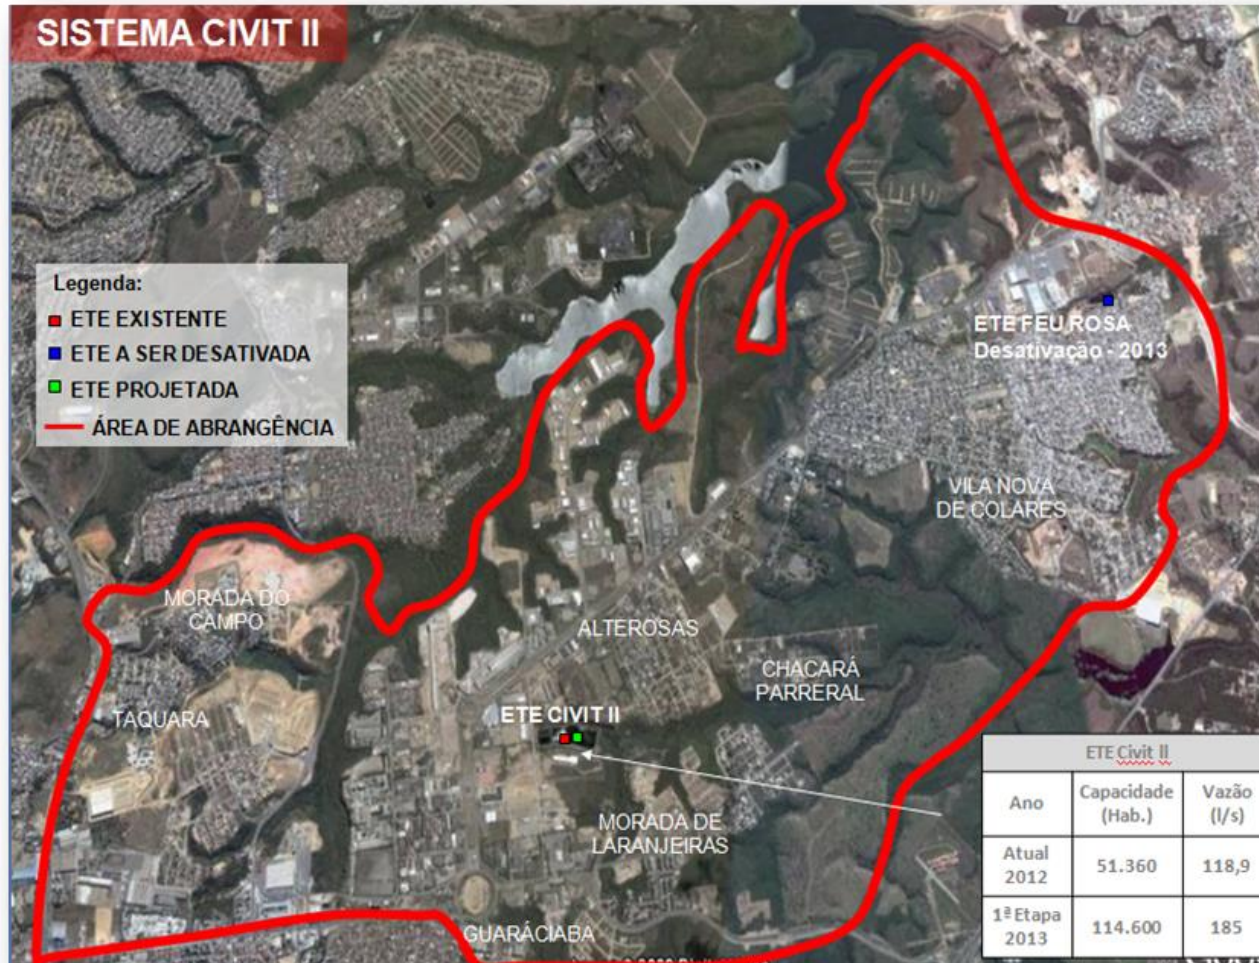 SISTEMA CIVIT II
Legenda:
ETE EXISTENTE
ETE A SER DESATIVADA
ETE PROJETADA
ÁREA DE ABRANGÊNCIA
ETE FEU ROSA
Desativação - 2013
VILA NOVA
DE COLARES
MORADA DO
CAMPO
ALTEROSAS
CHACARÁ
PARRERAL
TAQUARA
ETE CIVIT II
MORADA DE
LARANJEIRAS
GUARÁCIABA
ETE Civit II
Ano Capacidade (Hab.) Vazão (l/s)
Atual 2012 51.360 118,9
1ª Etapa 2013 114.600 185